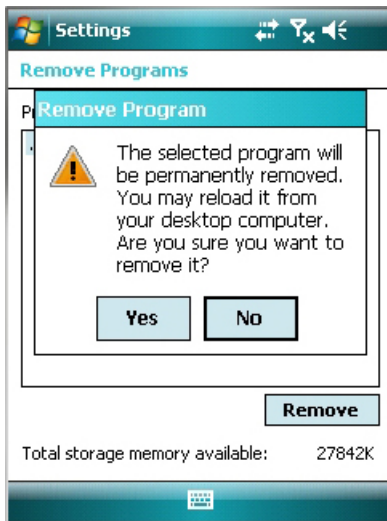 Settings
Remove Programs
Remove Program
The selected program will
be permanently removed.
You may reload it from
your desktop computer.
Are you sure you want to
remove it?
Yes
No
Remove
Total storage memory available: 27842K